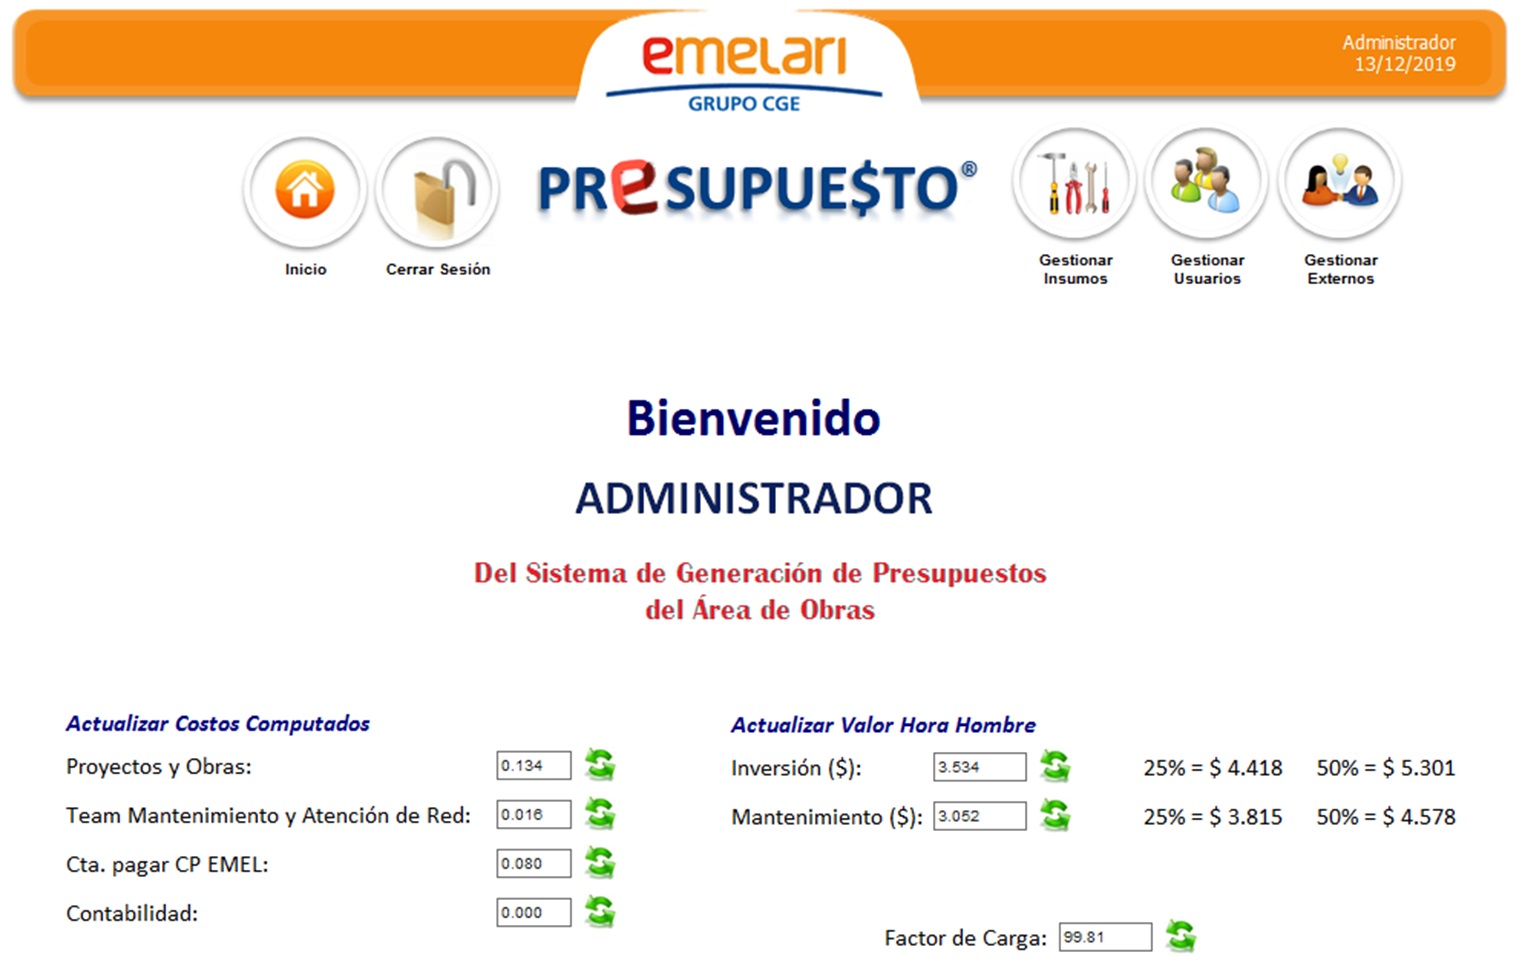 emelari
GRUPO CGE
Administrador
13/12/2019
Inicio
Cerrar Sesión
PReSUPUE$TO®
Gestionar
Insumos
Gestionar
Usuarios
Gestionar
Externos
Bienvenido
ADMINISTRADOR
Del Sistema de Generación de Presupuestos
del Área de Obras
Actualizar Costos Computados
Proyectos y Obras: 0.134
Team Mantenimiento y Atención de Red: 0.016
Cta. pagar CP EMEL: 0.080
Contabilidad: 0.000
Actualizar Valor Hora Hombre
Inversión ($): 3.534 25% = $ 4.418 50% = $ 5.301
Mantenimiento ($): 3.052 25% = $ 3.815 50% = $ 4.578
Factor de Carga: 99.81